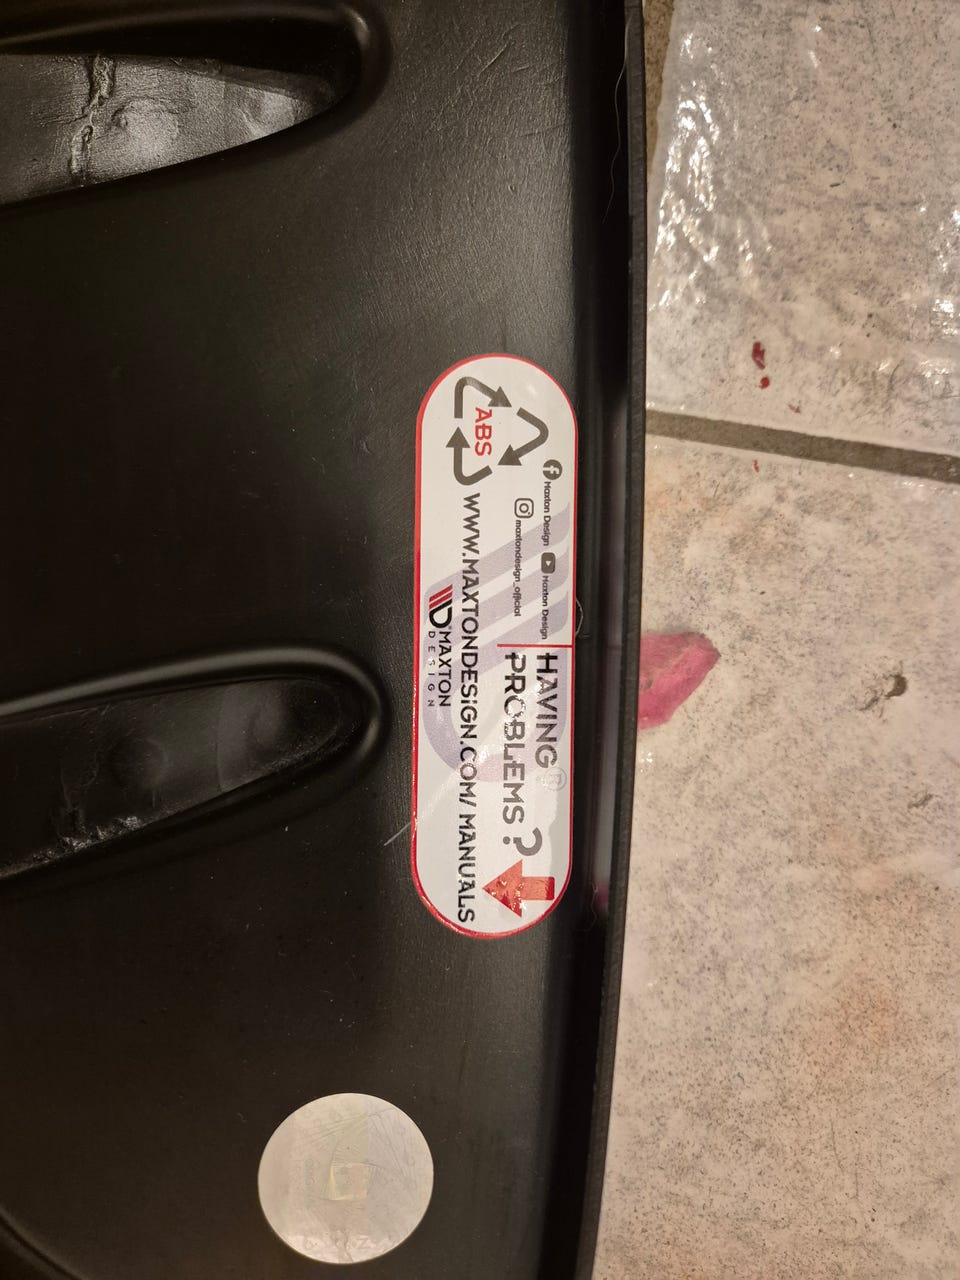 Maxton Design Maxton Design
maxtondesign_official
HAVING
PROBLEMS ?
ABS
WWW.MAXTONDESIGN.COM/ MANUALS
MAXTON
DESIGN